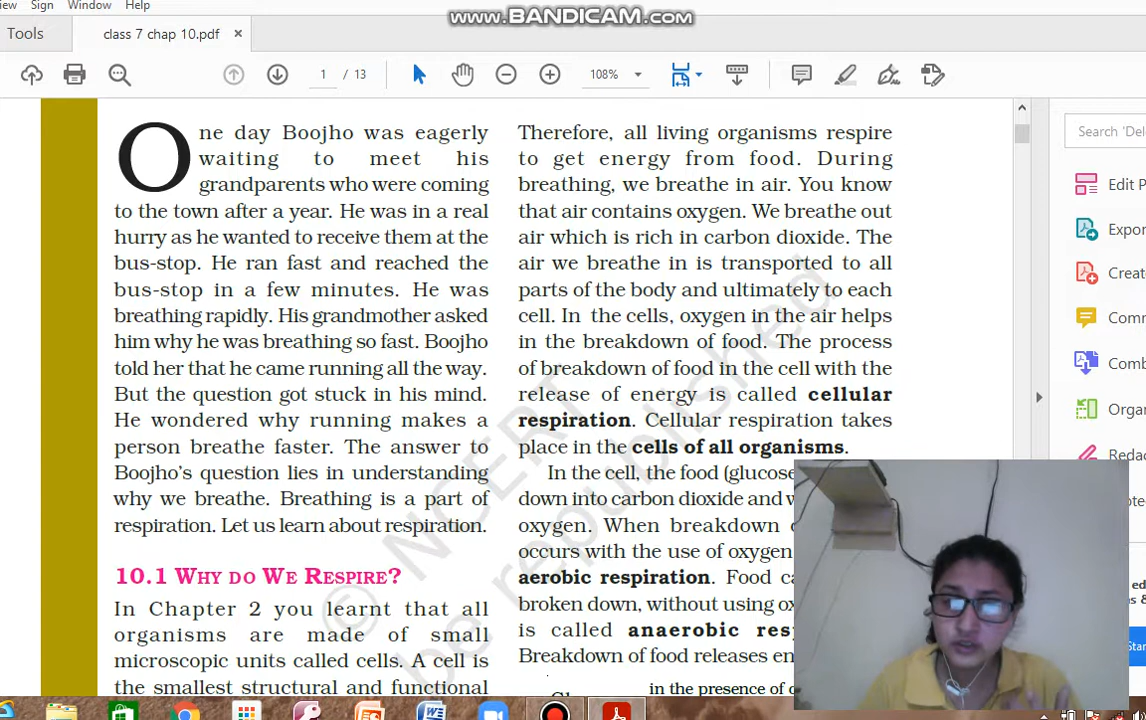 iew Sign Window Help
WWW.BANDICAM.COM
Tools
class 7 chap 10.pdf ×
1 / 13
108%
One day Boojho was eagerly
waiting to meet his
grandparents who were coming
to the town after a year. He was in a real
hurry as he wanted to receive them at the
bus-stop. He ran fast and reached the
bus-stop in a few minutes. He was
breathing rapidly. His grandmother asked
him why he was breathing so fast. Boojho
told her that he came running all the way.
But the question got stuck in his mind.
He wondered why running makes a
person breathe faster. The answer to
Boojho's question lies in understanding
why we breathe. Breathing is a part of
respiration. Let us learn about respiration.
10.1 WHY DO WE RESPIRE?
In Chapter 2 you learnt that all
organisms are made of small
microscopic units called cells. A cell is
the smallest structural and functional
Therefore, all living organisms respire
to get energy from food. During
breathing, we breathe in air. You know
that air contains oxygen. We breathe out
air which is rich in carbon dioxide. The
air we breathe in is transported to all
parts of the body and ultimately to each
cell. In the cells, oxygen in the air helps
in the breakdown of food. The process
of breakdown of food in the cell with the
release of energy is called cellular
respiration. Cellular respiration takes
place in the cells of all organisms.
In the cell, the food (glucose
down into carbon dioxide and w
oxygen. When breakdown o
occurs with the use of oxygen
aerobic respiration. Food ca
broken down, without using ox
is called anaerobic resp
Breakdown of food releases en
in the presence of o
© NCERT
be republished
Search 'Del
Edit P
Expor
Creat
Comm
Comb
Organ
Redac